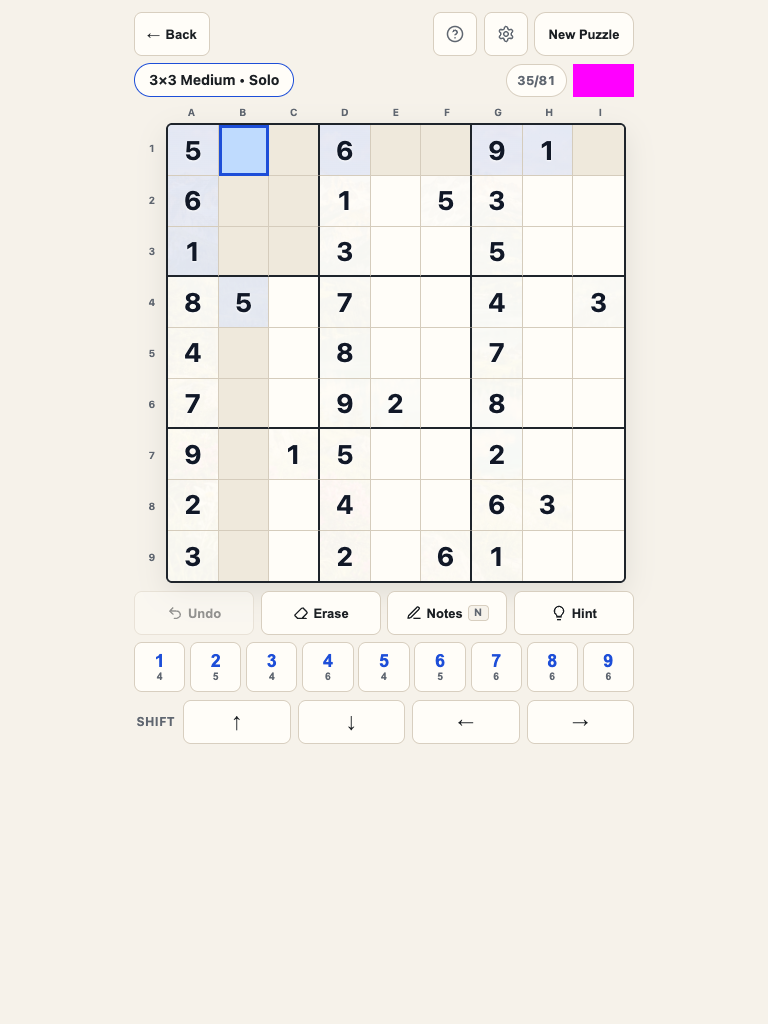 ← Back
New Puzzle
3×3 Medium • Solo
35/81
A B C D E F G H I
1 5 6 9 1
2 6 1 5 3
3 1 3 5
4 8 5 7 4 3
5 4 8 7
6 7 9 2 8
7 9 1 5 2
8 2 4 6 3
9 3 2 6 1
Undo Erase Notes N Hint
1 2 3 4 5 6 7 8 9
4 5 4 6 4 5 6 6 6
SHIFT ↑ ↓ ← →